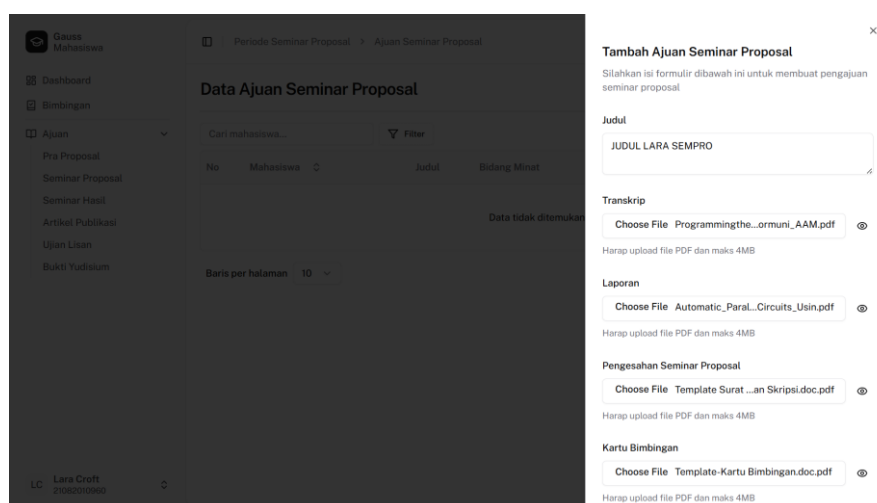 Gauss
Mahasiswa
Dashboard
Bimbingan
Ajuan
Pra Proposal
Seminar Proposal
Seminar Hasil
Artikel Publikasi
Ujian Lisan
Bukti Yudisium
LC
Lara Croft
21082010960
Periode Seminar Proposal > Ajuan Seminar Proposal
Data Ajuan Seminar Proposal
Cari mahasiswa...
Filter
No Mahasiswa Judul Bidang Minat
Data tidak ditemukan
Baris per halaman 10
Tambah Ajuan Seminar Proposal
Silahkan isi formulir dibawah ini untuk membuat pengajuan
seminar proposal
Judul
JUDUL LARA SEMPRO
Transkrip
Choose File Programmingthe...ormuni_AAM.pdf
Harap upload file PDF dan maks 4MB
Laporan
Choose File Automatic_Paral...Circuits_Usin.pdf
Harap upload file PDF dan maks 4MB
Pengesahan Seminar Proposal
Choose File Template Surat ...an Skripsi.doc.pdf
Harap upload file PDF dan maks 4MB
Kartu Bimbingan
Choose File Template-Kartu Bimbingan.doc.pdf
Harap upload file PDF dan maks 4MB